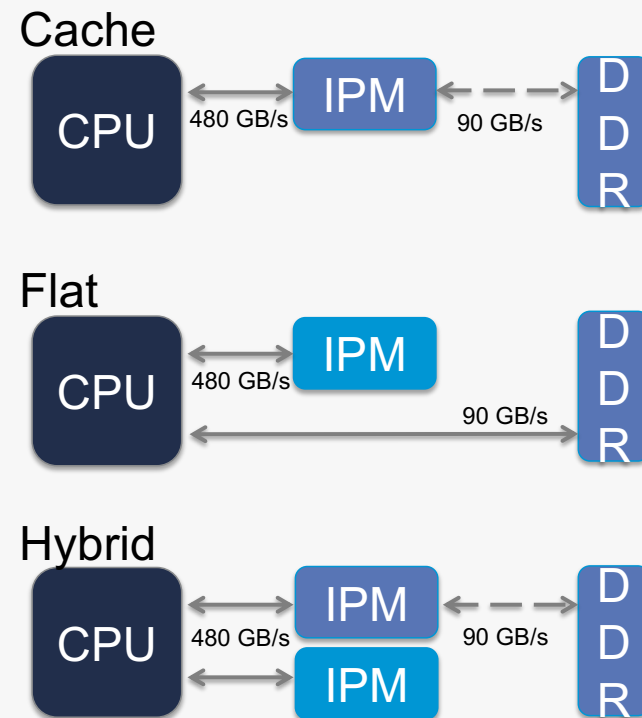 Cache
CPU
480 GB/s
IPM
90 GB/s
D
D
R
Flat
CPU
480 GB/s
IPM
90 GB/s
D
D
R
Hybrid
CPU
480 GB/s
IPM
IPM
90 GB/s
D
D
R